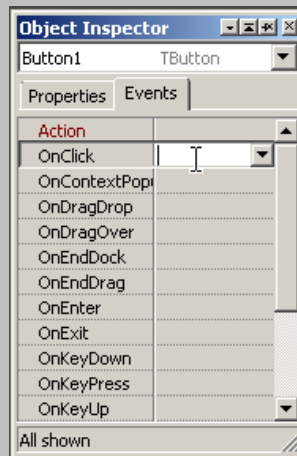 Object Inspector
Button1 TButton
Properties Events
Action
OnClick
OnContextPopu
OnDragDrop
OnDragOver
OnEndDock
OnEndDrag
OnEnter
OnExit
OnKeyDown
OnKeyPress
OnKeyUp
All shown